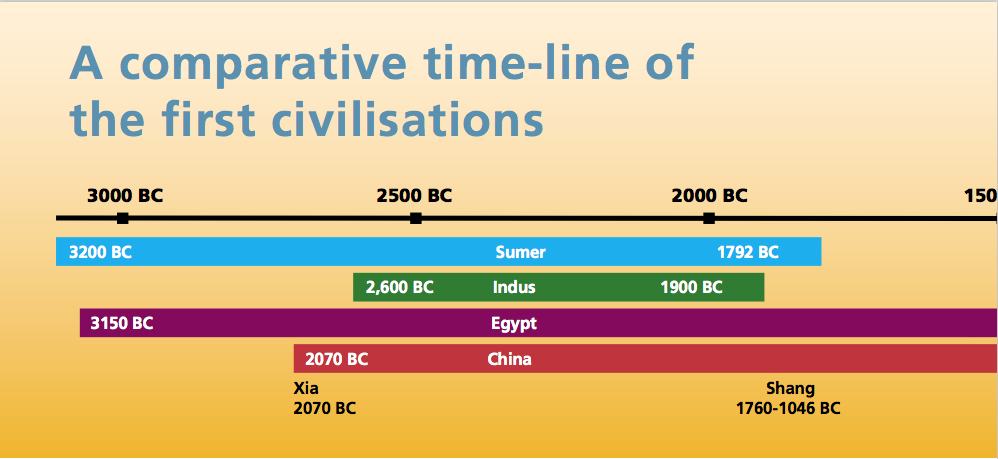 A comparative time-line of
the first civilisations
3000 BC 2500 BC 2000 BC 150
3200 BC Sumer 1792 BC
2,600 BC Indus 1900 BC
3150 BC Egypt
2070 BC China
Xia Shang
2070 BC 1760-1046 BC